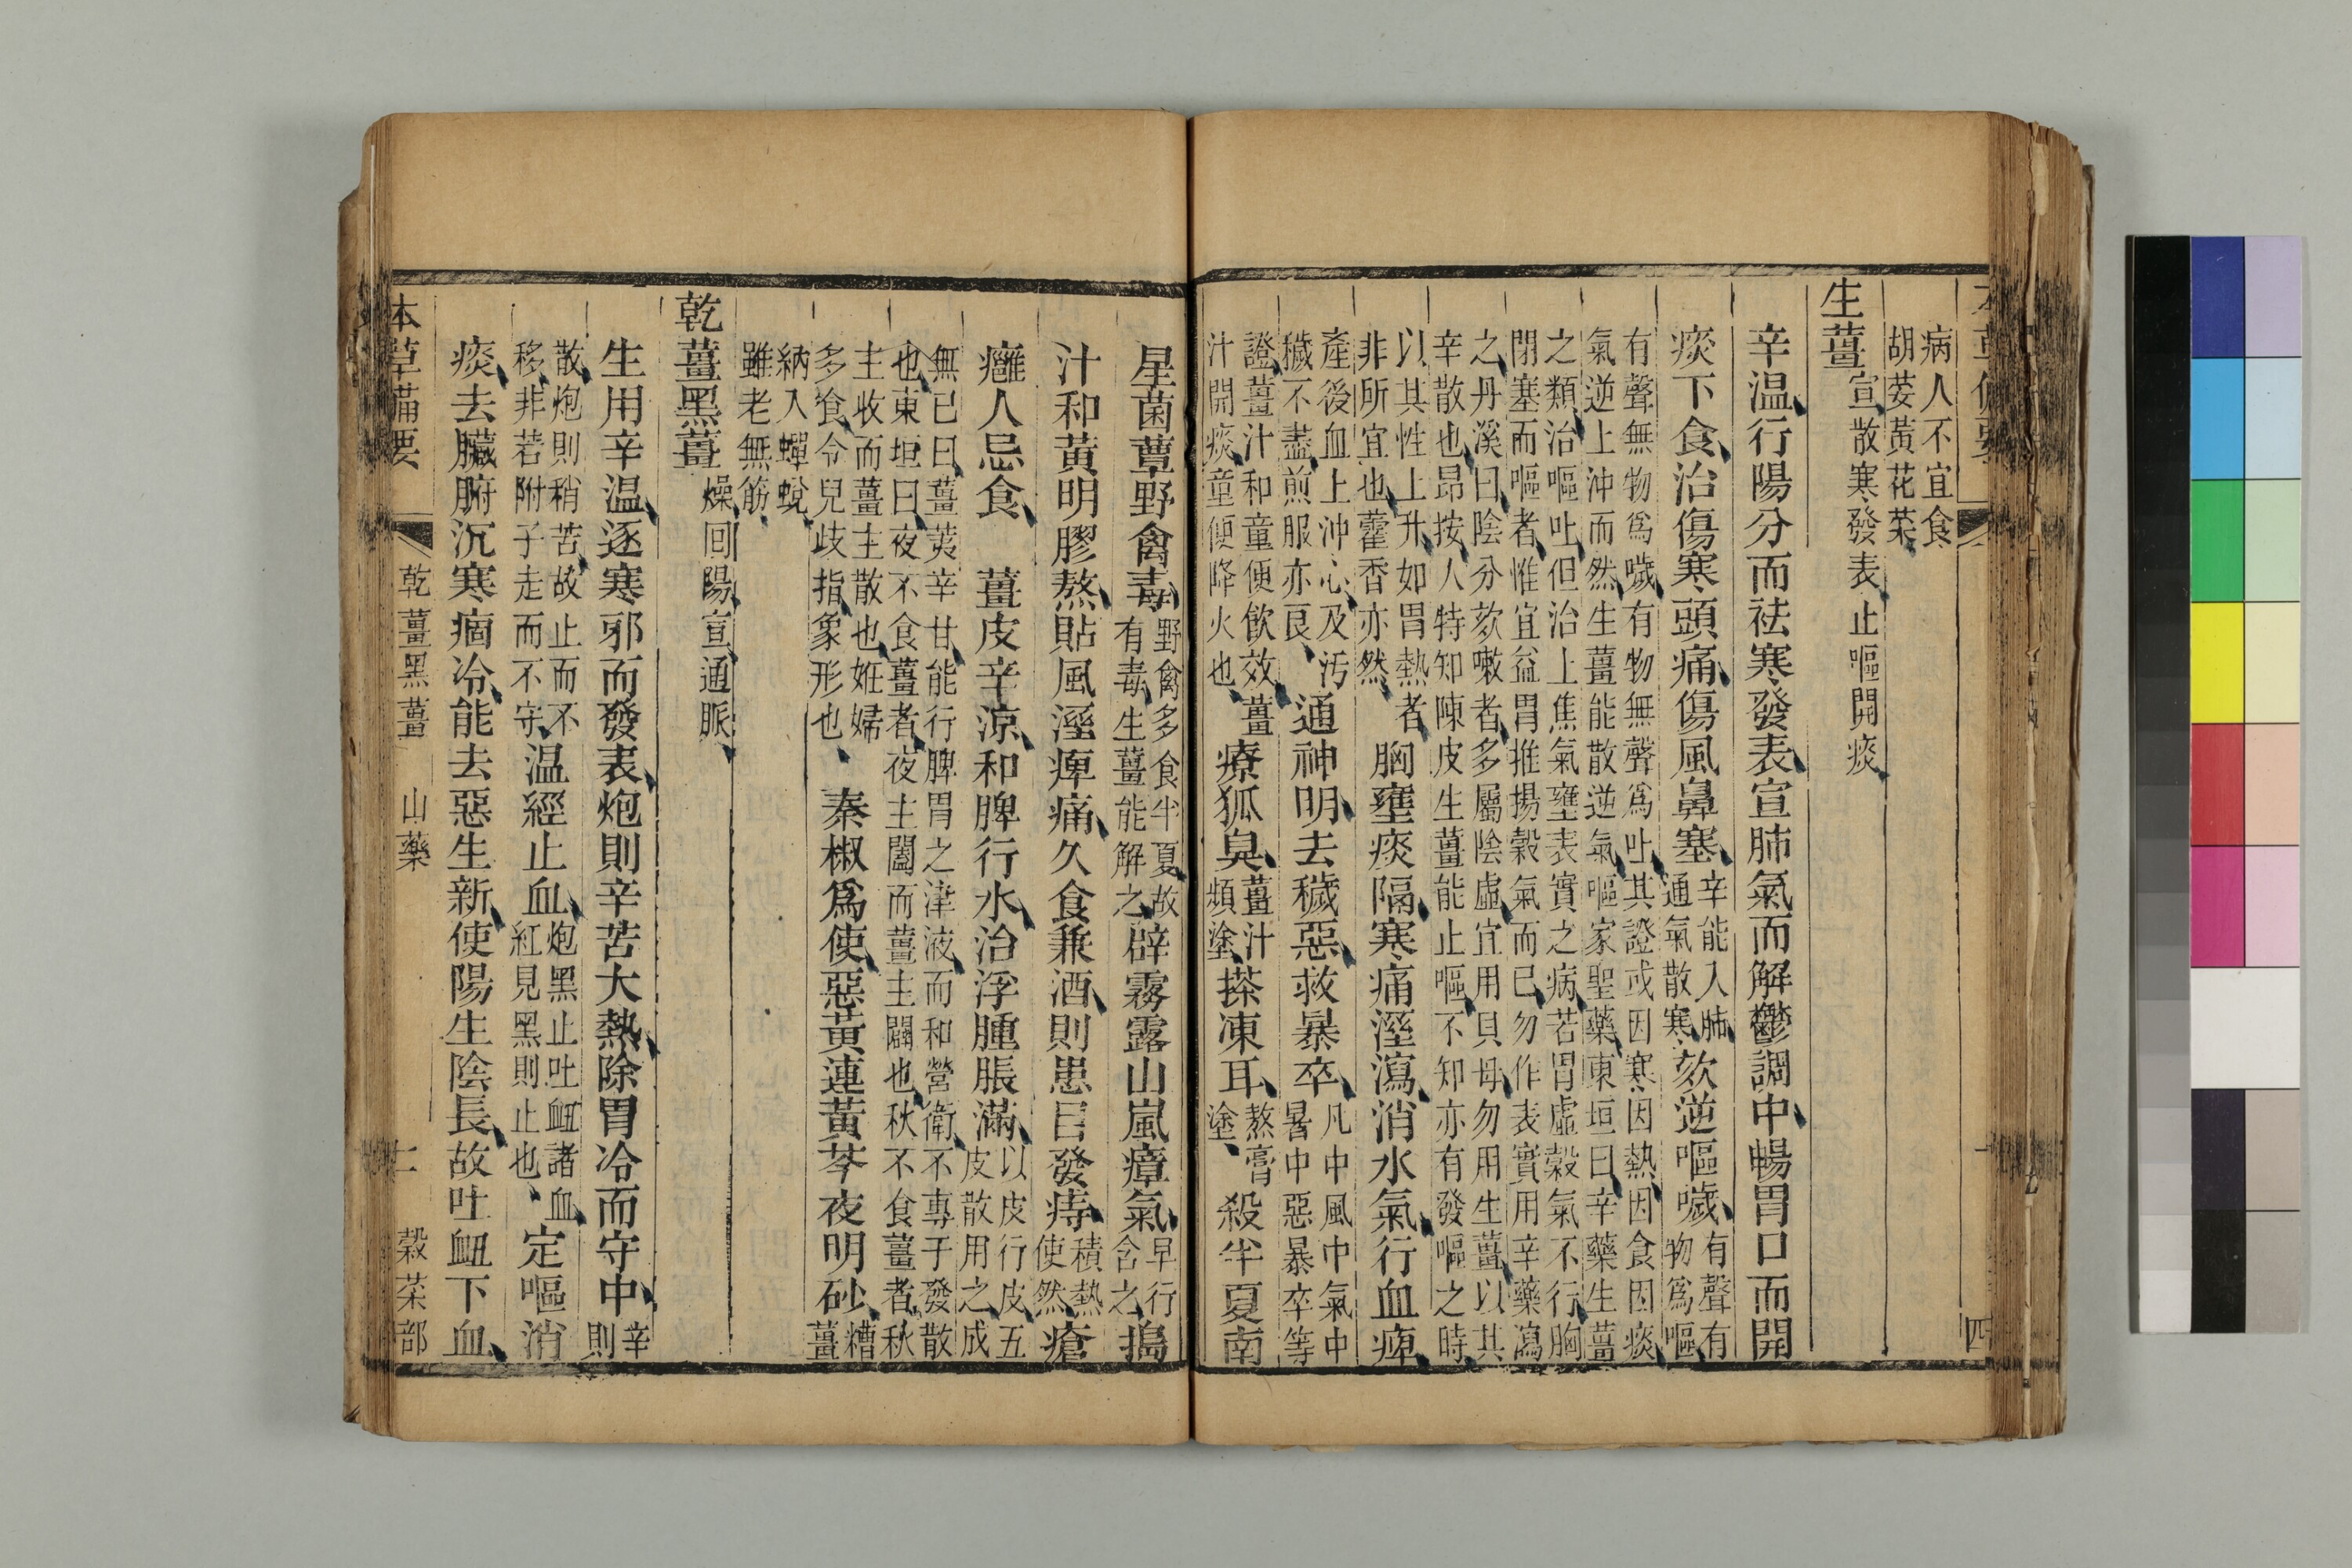 病人不宜食
胡荽黃花菜
生薑宣散寒發表止嘔開痰
辛温行陽分而祛寒發表宣肺氣而解鬱調中暢胃口而開
痰下食治傷寒頭痛傷風鼻塞辛能入肺通氣散寒欬逆嘔噦有聲有物爲嘔
有聲無物爲噦有物無聲爲吐其證或因寒因熱因食因痰
氣逆上沖而然生薑能散逆氣嘔家聖藥東垣曰辛藥生薑
之類治嘔吐但治上焦氣壅表實之病若胃虛穀氣不行胸
閉塞而嘔者惟宜益胃推揚穀氣而已勿作表實用辛藥瀉
之丹溪曰陰分欬嗽者多屬陰虛宜用貝母勿用生薑以其
辛散也昂按人特知陳皮生薑能止嘔不知亦有發嘔之時
以其性上升如胃熱者非所宜也藿香亦然胸壅痰隔寒痛溼瀉消水氣行血痺
產後血上沖心及污穢不盡煎服亦良通神明去穢惡救暴卒凡中風中氣中暑中惡暴卒等
證薑汁和童便飲效薑汁開痰童便降火也療狐臭薑汁頻塗搽凍耳熬膏塗殺半夏南
星菌蕈野禽毒野禽多食半夏故有毒生薑能解之辟霧露山嵐瘴氣早行含之搗
汁和黃明膠熬貼風溼痺痛久食兼酒則患目發痔積熱使然瘡
癰人忌食 薑皮辛涼和脾行水治浮腫脹滿以皮行皮五皮散用之成
無已曰薑荑辛甘能行脾胃之津液而和營衛不專于發散
也東垣曰夜不食薑者夜主闔而薑主闢也秋不食薑者秋
主收而薑主散也姙婦多食令兒歧指象形也秦椒爲使惡黃連黃芩夜明砂糟薑
納入蟬蛻雖老無筋
乾薑黑薑燥回陽宣通脈
生用辛温逐寒邪而發表炮則辛苦大熱除胃冷而守中辛則
散炮則稍苦故止而不移非若附子走而不守温經止血炮黑止吐衄諸血紅見黑則止也定嘔消
痰去臟腑沉寒痼冷能去惡生新使陽生陰長故吐衄下血
本草備要 乾薑黑薑 山藥 二 穀菜部